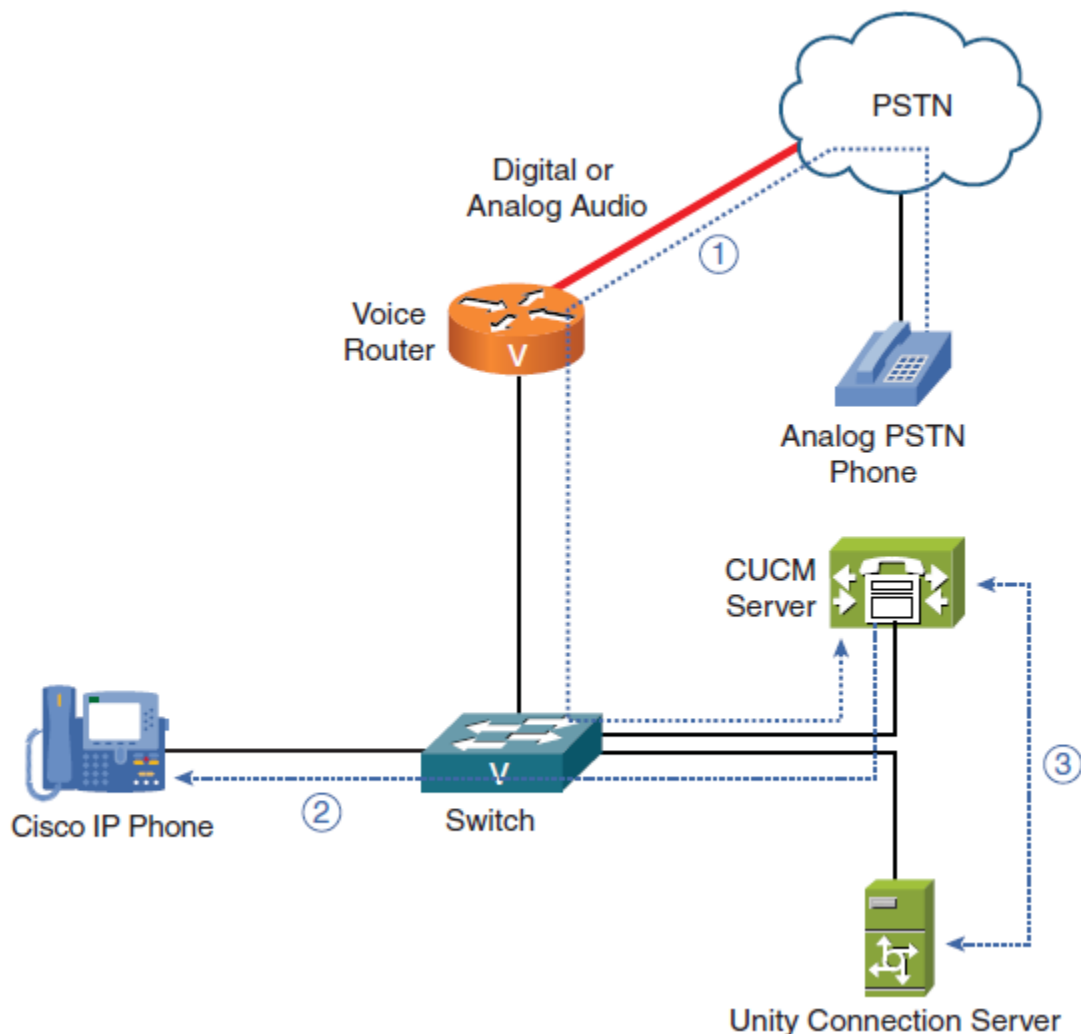 PSTN
Digital or
Analog Audio
1
Voice
Router
V
Analog PSTN
Phone
CUCM
Server
3
V
2
Cisco IP Phone
Switch
Unity Connection Server